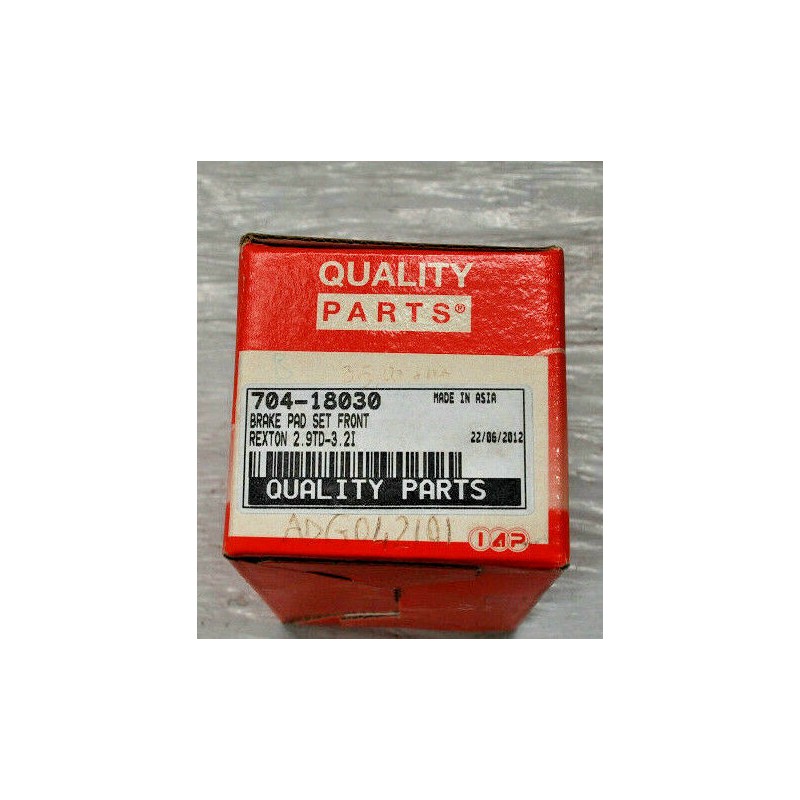 QUALITY
PARTS®
704-18030 MADE IN ASIA
BRAKE PAD SET FRONT
REXTON 2.9TD-3.2I 22/06/2012
QUALITY PARTS
ADG042101
IAP